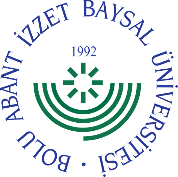 BOLU ABANT İZZET BAYSAL ÜNİVERSİTESİ
1992